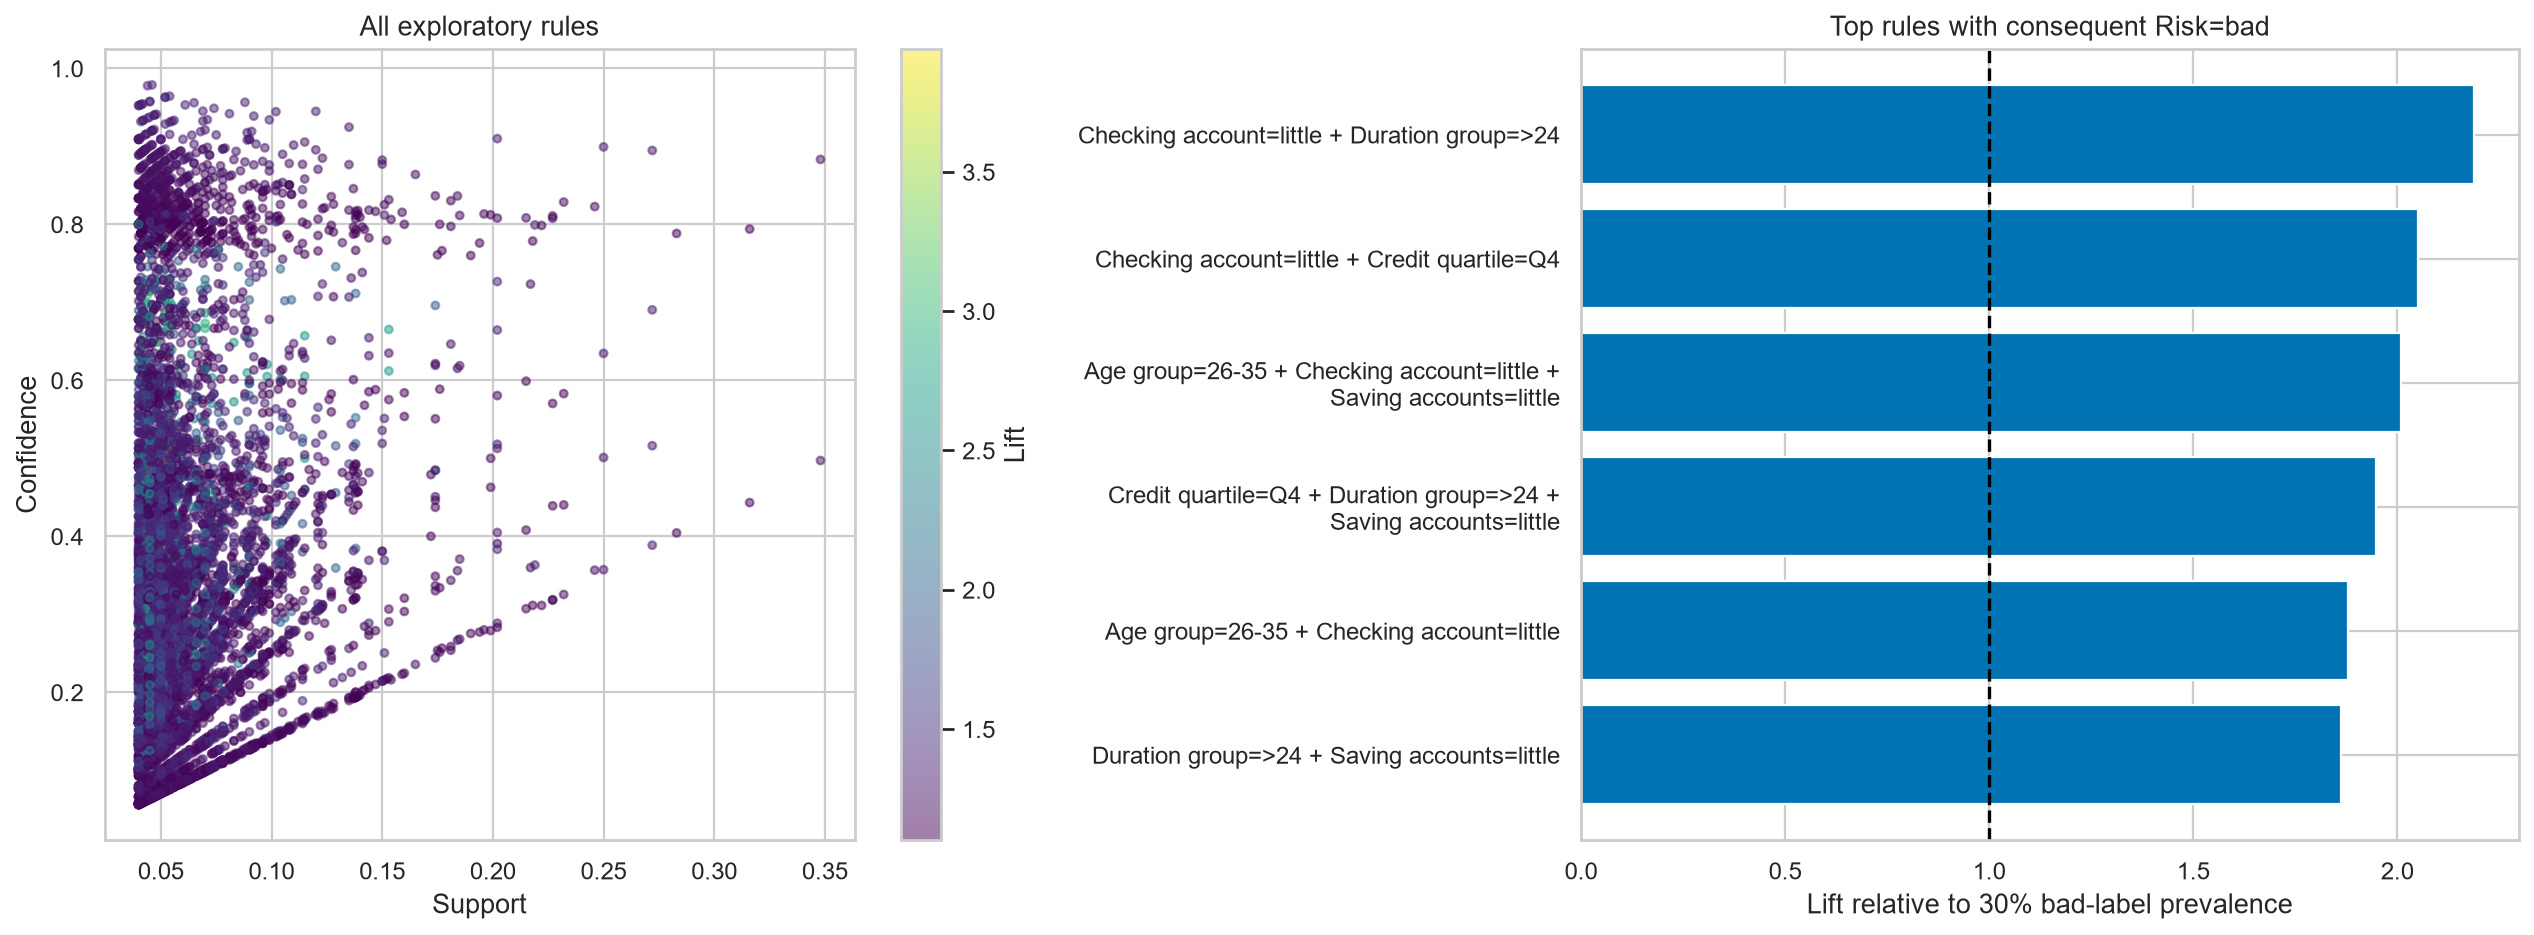 All exploratory rules
1.0
0.8
0.6
0.4
0.2
Confidence
0.05
0.10
0.15
0.20
0.25
0.30
0.35
Support
3.5
3.0
2.5
2.0
1.5
Lift
Top rules with consequent Risk=bad
Checking account=little + Duration group=>24
Checking account=little + Credit quartile=Q4
Age group=26-35 + Checking account=little +
Saving accounts=little
Credit quartile=Q4 + Duration group=>24 +
Saving accounts=little
Age group=26-35 + Checking account=little
Duration group=>24 + Saving accounts=little
0.0
0.5
1.0
1.5
2.0
Lift relative to 30% bad-label prevalence